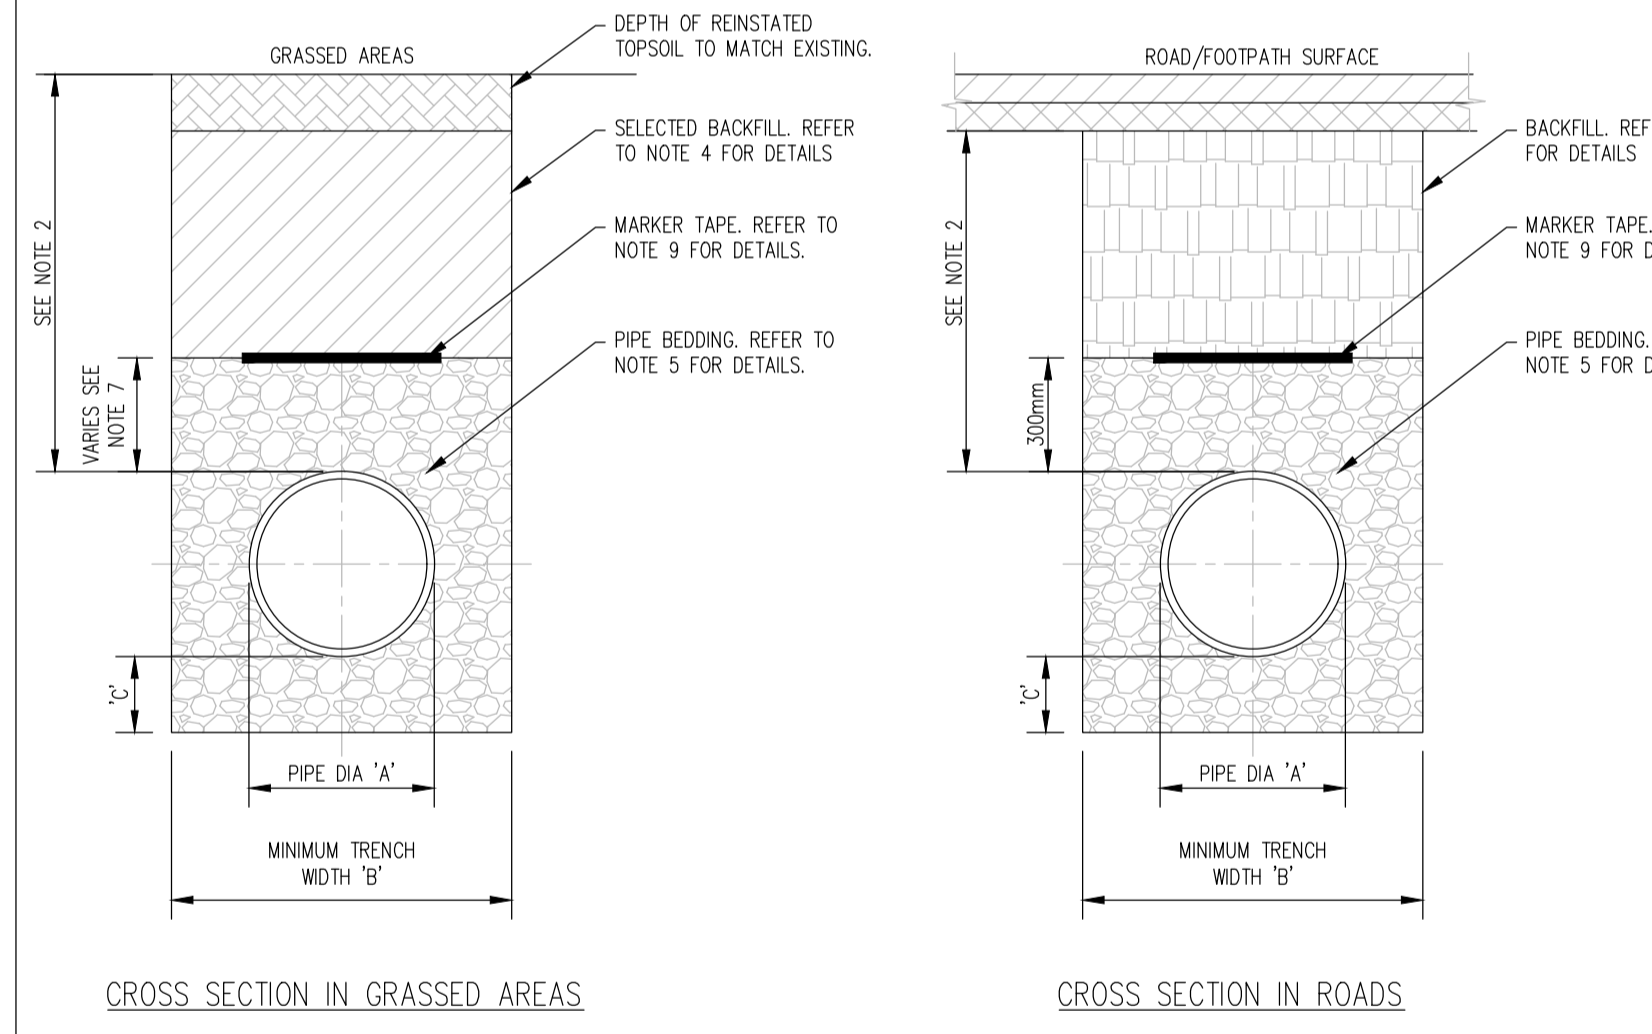 GRASSED AREAS
DEPTH OF REINSTATED
TOPSOIL TO MATCH EXISTING.
SELECTED BACKFILL. REFER
TO NOTE 4 FOR DETAILS
MARKER TAPE. REFER TO
NOTE 9 FOR DETAILS.
PIPE BEDDING. REFER TO
NOTE 5 FOR DETAILS.
SEE NOTE 2
VARIES SEE
NOTE 7
'C'
PIPE DIA 'A'
MINIMUM TRENCH
WIDTH 'B'
CROSS SECTION IN GRASSED AREAS
ROAD/FOOTPATH SURFACE
BACKFILL.
FOR DETAILS
MARKER TAPE.
NOTE 9 FOR
PIPE BEDDING.
NOTE 5 FOR
SEE NOTE 2
300mm
'C'
PIPE DIA 'A'
MINIMUM TRENCH
WIDTH 'B'
CROSS SECTION IN ROADS